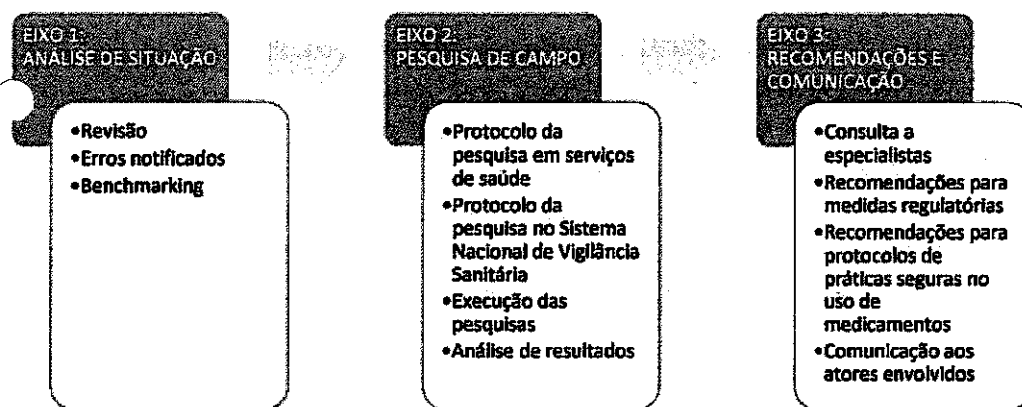 EIXO 1:
ANÁLISE DE SITUAÇÃO
•Revisão
•Erros notificados
•Benchmarking
EIXO 2:
PESQUISA DE CAMPO
•Protocolo da
pesquisa em serviços
de saúde
•Protocolo da
pesquisa no Sistema
Nacional de Vigilância
Sanitária
•Execução das
pesquisas
•Análise de resultados
EIXO 3:
RECOMENDAÇÕES E
COMUNICAÇÃO
•Consulta a
especialistas
•Recomendações para
medidas regulatórias
•Recomendações para
protocolos de
práticas seguras no
uso de
medicamentos
•Comunicação aos
atores envolvidos